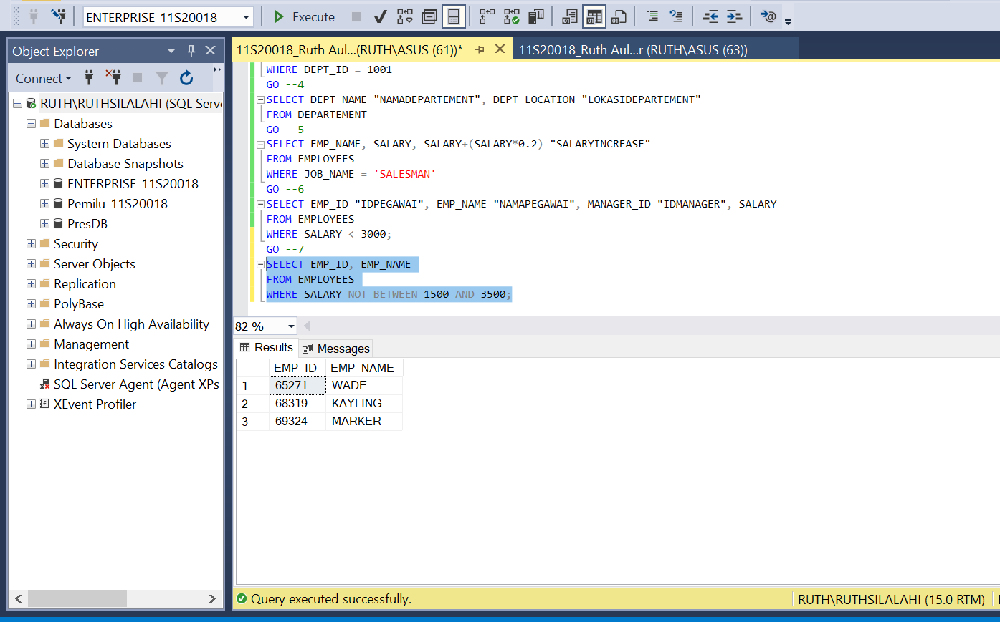 ENTERPRISE_11S20018
Execute
Object Explorer
Connect
RUTH\RUTHSILALAHI (SQL Serve
Databases
System Databases
Database Snapshots
ENTERPRISE_11S20018
Pemilu_11S20018
PresDB
Security
Server Objects
Replication
PolyBase
Always On High Availability
Management
Integration Services Catalogs
SQL Server Agent (Agent XPs
XEvent Profiler
11S20018_Ruth Aul...(RUTH\ASUS (61))*
11S20018_Ruth Aul...r (RUTH\ASUS (63))
WHERE DEPT_ID = 1001
GO --4
SELECT DEPT_NAME "NAMADEPARTEMENT", DEPT_LOCATION "LOKASIDEPARTEMENT"
FROM DEPARTEMENT
GO --5
SELECT EMP_NAME, SALARY, SALARY+(SALARY*0.2) "SALARYINCREASE"
FROM EMPLOYEES
WHERE JOB_NAME = 'SALESMAN'
GO --6
SELECT EMP_ID "IDPEGAWAI", EMP_NAME "NAMAPEGAWAI", MANAGER_ID "IDMANAGER", SALARY
FROM EMPLOYEES
WHERE SALARY < 3000;
GO --7
SELECT EMP_ID, EMP_NAME
FROM EMPLOYEES
WHERE SALARY NOT BETWEEN 1500 AND 3500;
82 %
Results Messages
EMP_ID EMP_NAME
1 65271 WADE
2 68319 KAYLING
3 69324 MARKER
Query executed successfully.
RUTH\RUTHSILALAHI (15.0 RTM)